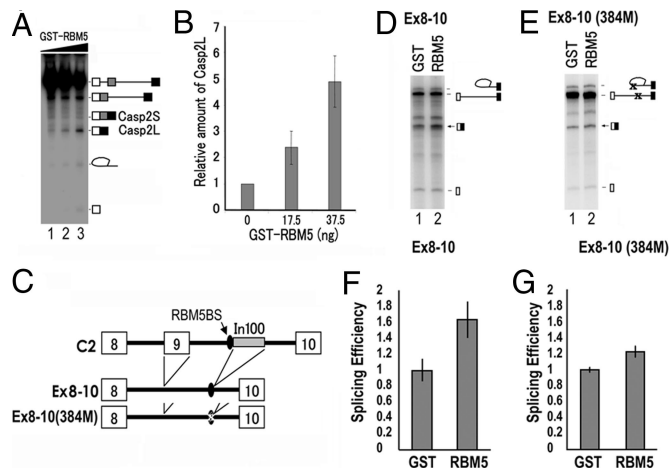 A
GST-RBM5
Casp2S
Casp2L
1 2 3
B
Relative amount of Casp2L
7
6
5
4
3
2
1
0
0 17.5 37.5
GST-RBM5 (ng)
C
RBM5BS
In100
C2 8 9 10
Ex8-10 8 10
Ex8-10(384M) 8 10
D
Ex8-10
GST RBM5
1 2
Ex8-10
E
Ex8-10 (384M)
GST RBM5
x
x
1 2
Ex8-10 (384M)
F
Splicing Efficiency
2
1.8
1.6
1.4
1.2
1
0.8
0.6
0.4
0.2
0
GST RBM5
G
Splicing Efficiency
2
1.8
1.6
1.4
1.2
1
0.8
0.6
0.4
0.2
0
GST RBM5